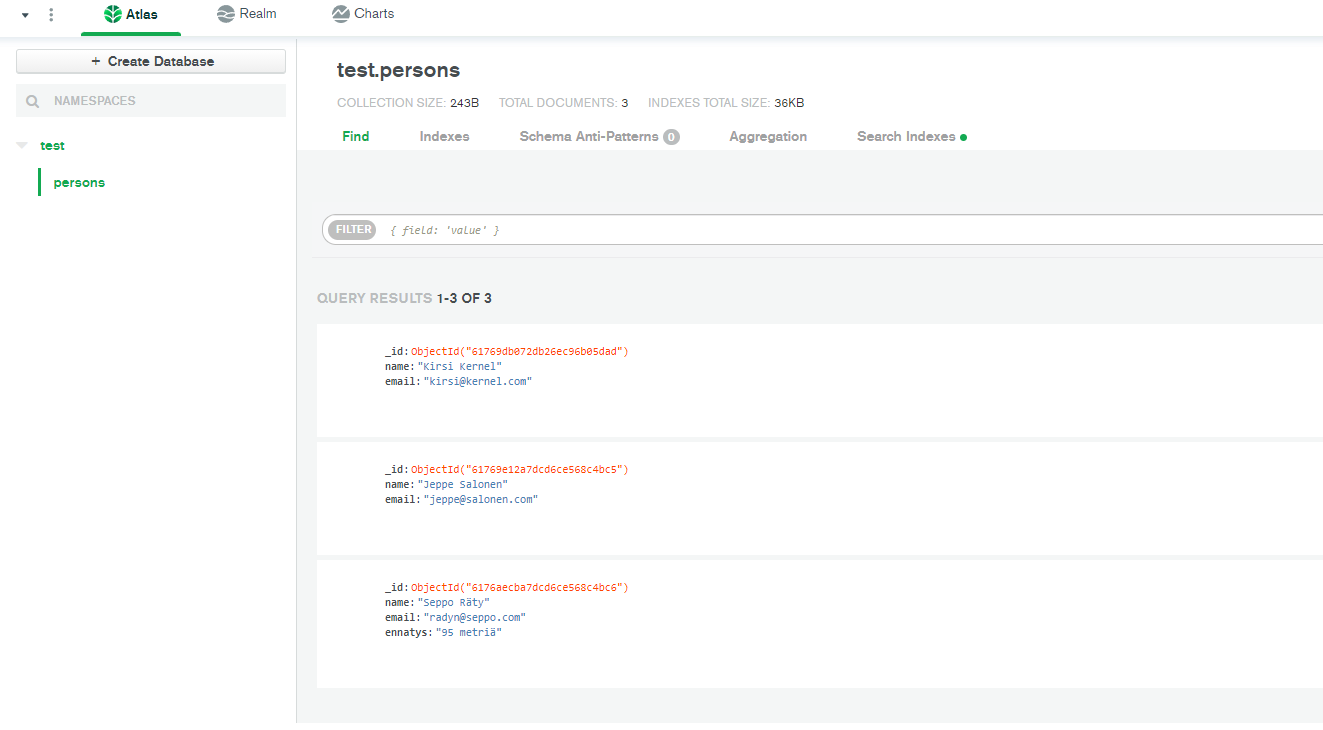 Atlas
Realm
Charts
+ Create Database
NAMESPACES
test
persons
test.persons
COLLECTION SIZE: 243B TOTAL DOCUMENTS: 3 INDEXES TOTAL SIZE: 36KB
Find Indexes Schema Anti-Patterns 0 Aggregation Search Indexes
FILTER { field: 'value' }
QUERY RESULTS 1-3 OF 3
_id:ObjectId("61769db072db26ec96b05dad")
name:"Kirsi Kernel"
email:"kirsi@kernel.com"
_id:ObjectId("61769e12a7dcd6ce568c4bc5")
name:"Jeppe Salonen"
email:"jeppe@salonen.com"
_id:ObjectId("6176aecba7dcd6ce568c4bc6")
name:"Seppo Räty"
email:"radyn@seppo.com"
ennatys:"95 metriä"